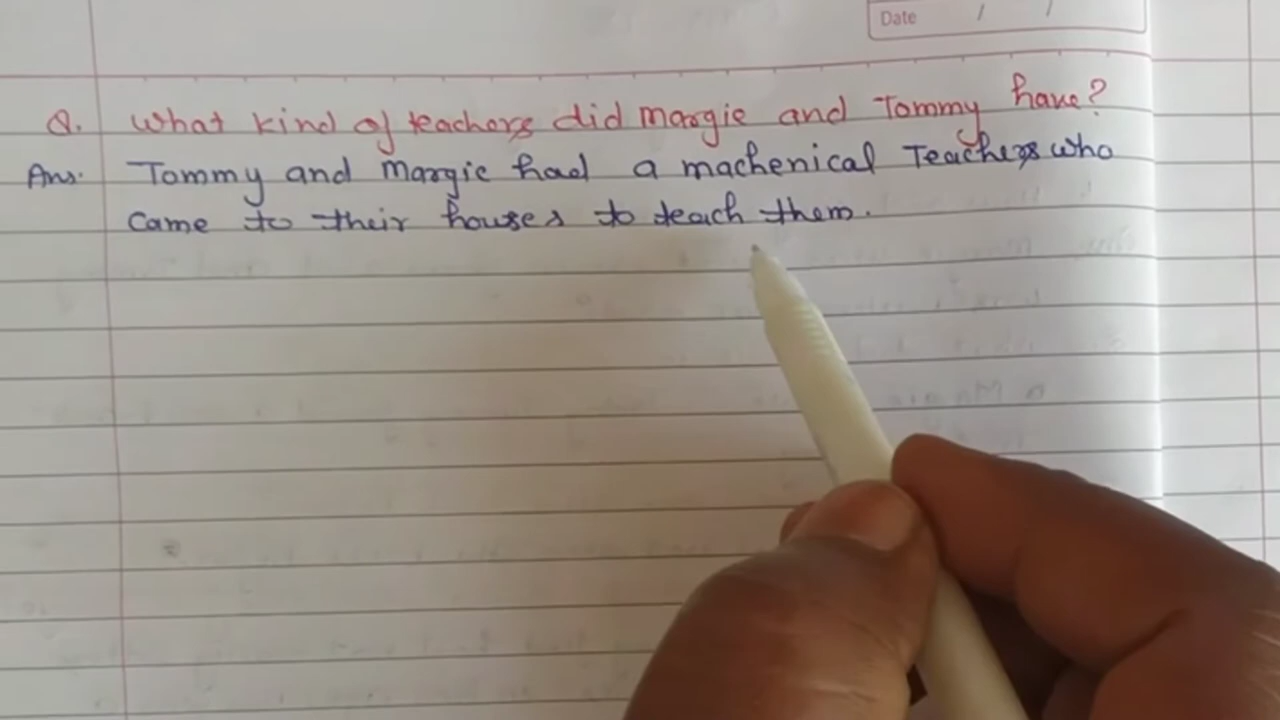 Date / /
Q. What kind of teachers did Margie and Tommy have?
Ans. Tommy and Margie had a machenical Teachers who
came to their houses to teach them.